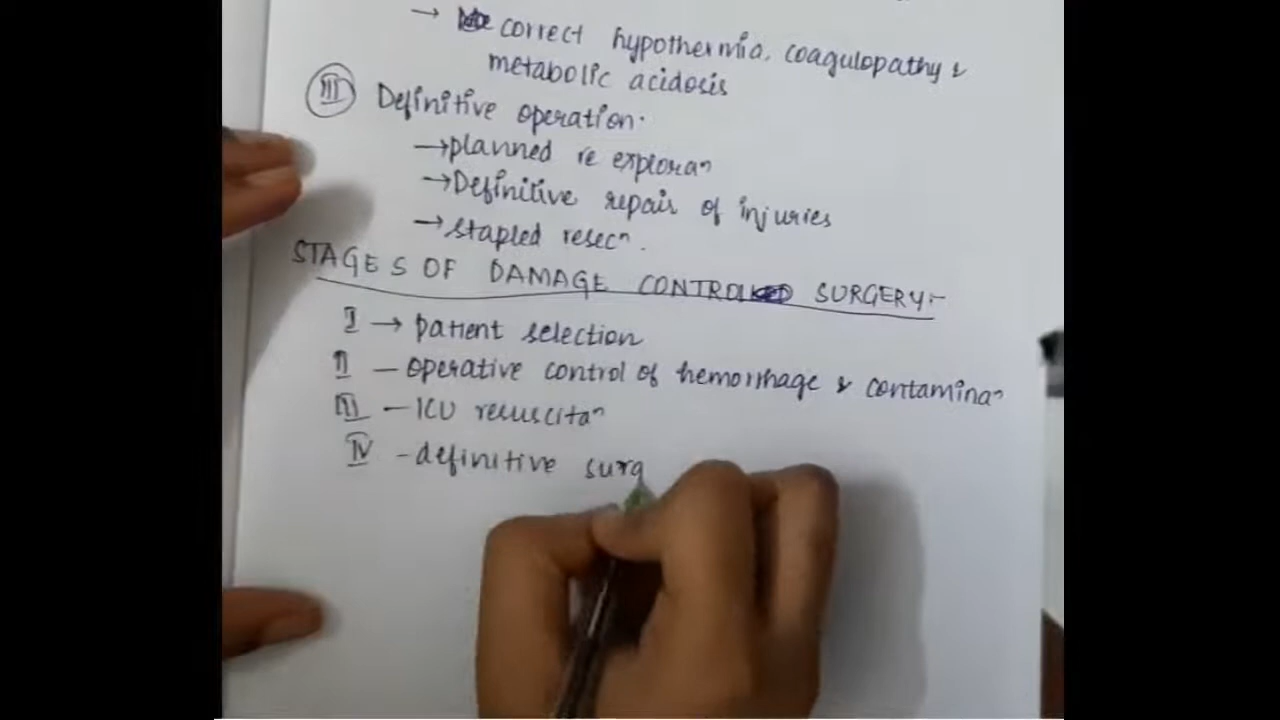 → correct hypothermia, coagulopathy &
metabolic acidosis
III Definitive operation.
→ planned re exploraⁿ
→ Definitive repair of injuries
→ stapled resecⁿ.
STAGES OF DAMAGE CONTROL SURGERY:-
I → patient selection
II - operative control of hemorrhage & contaminaⁿ
III - ICU resuscitaⁿ
IV - definitive surg